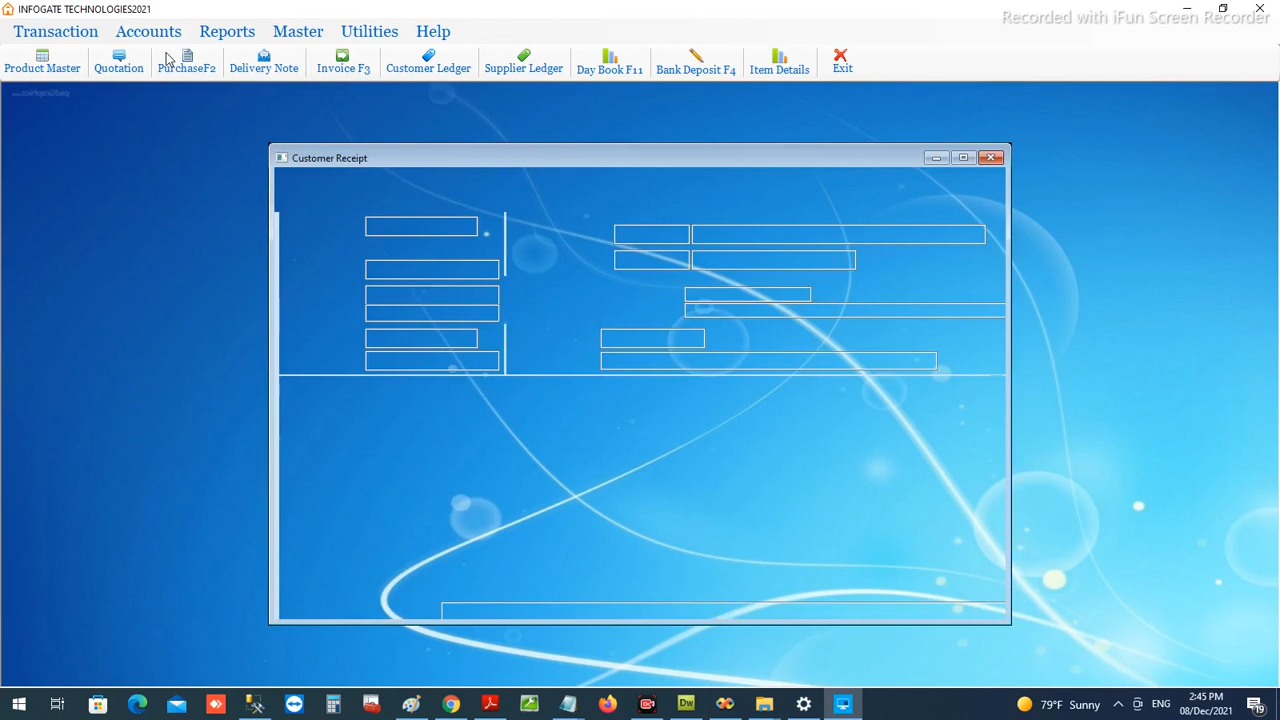 INFOGATE TECHNOLOGIES2021
Recorded with iFun Screen Recorder
Transaction Accounts Reports Master Utilities Help
Product Master Quotation PurchaseF2 Delivery Note Invoice F3 Customer Ledger Supplier Ledger Day Book F11 Bank Deposit F4 Item Details Exit
Customer Receipt
Dw
79°F Sunny
ENG
2:45 PM
08/Dec/2021
19